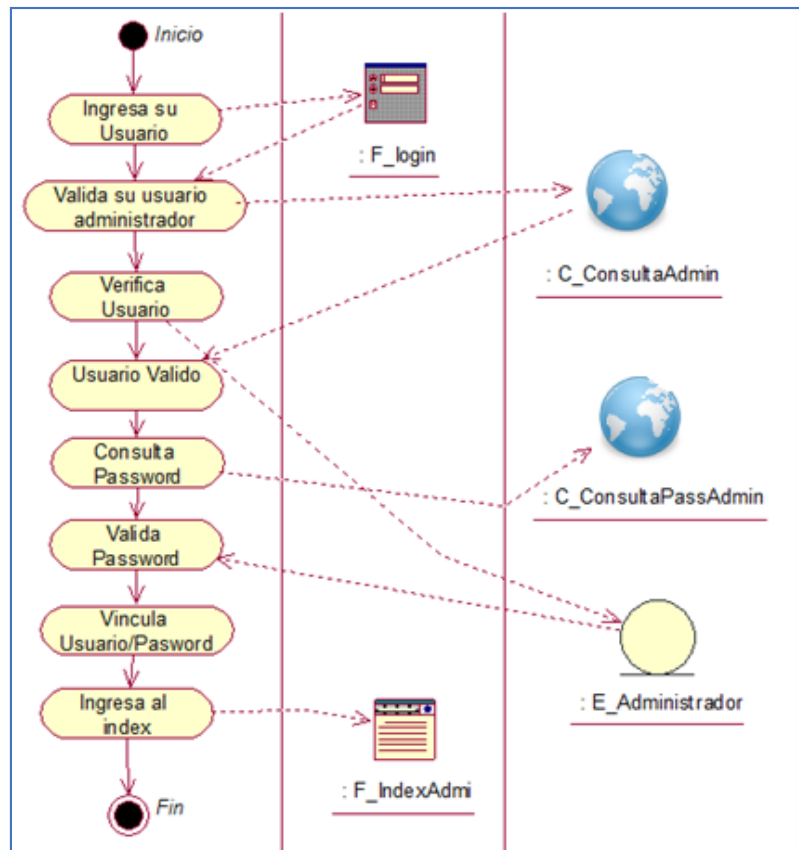 Inicio
Ingresa su
Usuario
: F_login
Valida su usuario
administrador
: C_ConsultaAdmin
Verifica
Usuario
Usuario Valido
Consulta
Password
: C_ConsultaPassAdmin
Valida
Password
Vincula
Usuario/Pasword
: E_Administrador
Ingresa al
index
: F_IndexAdmi
Fin